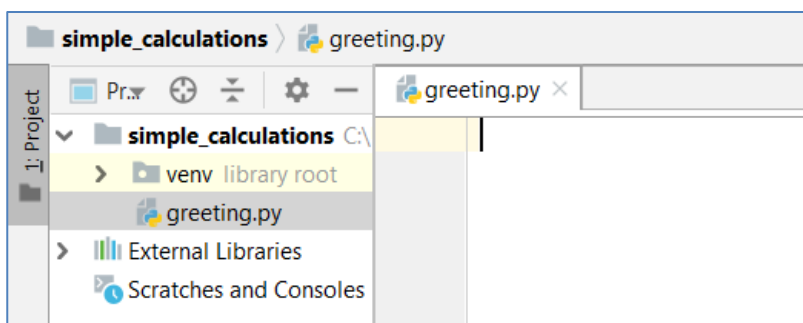 simple_calculations greeting.py
1: Project
Pr...
greeting.py
simple_calculations C:\
venv library root
greeting.py
External Libraries
Scratches and Consoles